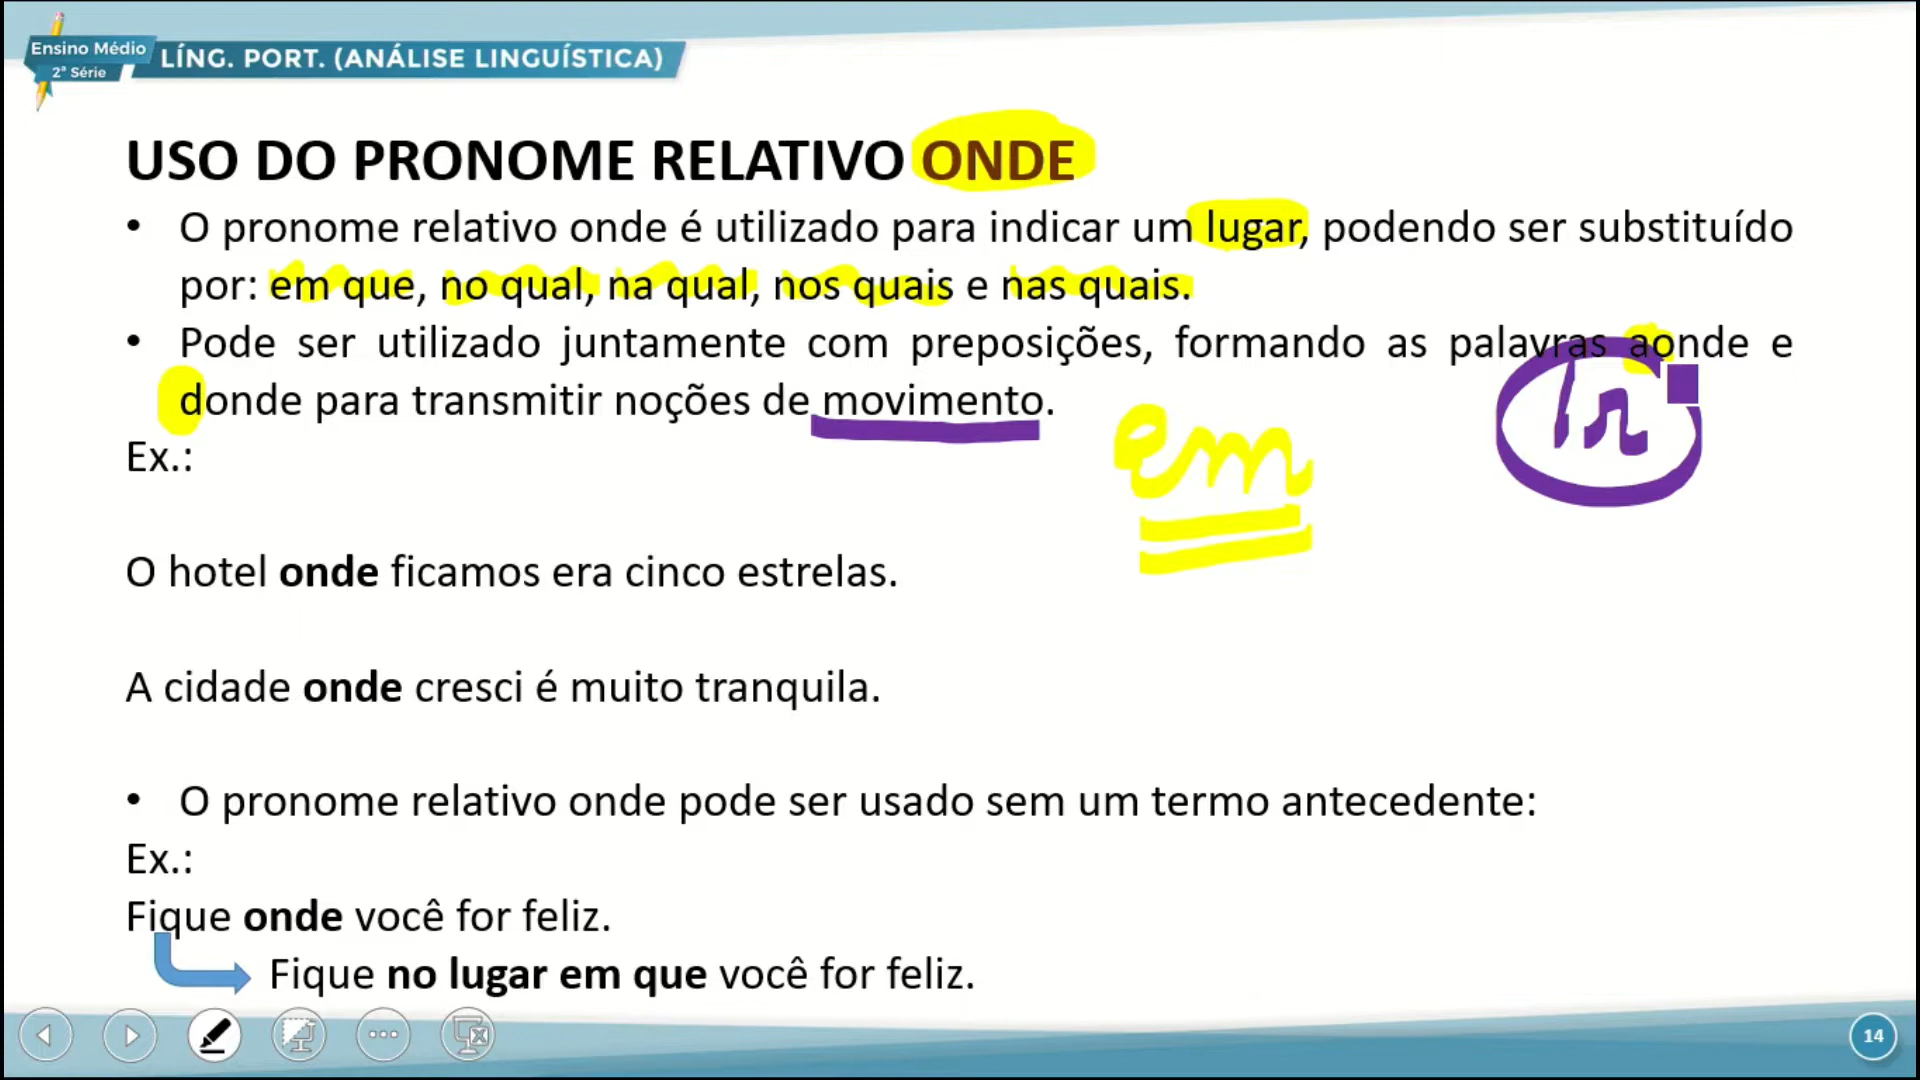 Ensino Médio
2ª Série
LÍNG. PORT. (ANÁLISE LINGUÍSTICA)
USO DO PRONOME RELATIVO ONDE
• O pronome relativo onde é utilizado para indicar um lugar, podendo ser substituído
por: em que, no qual, na qual, nos quais e nas quais.
• Pode ser utilizado juntamente com preposições, formando as palavras aonde e
donde para transmitir noções de movimento.
em
Ex.:
O hotel onde ficamos era cinco estrelas.
A cidade onde cresci é muito tranquila.
• O pronome relativo onde pode ser usado sem um termo antecedente:
Ex.:
Fique onde você for feliz.
Fique no lugar em que você for feliz.
14